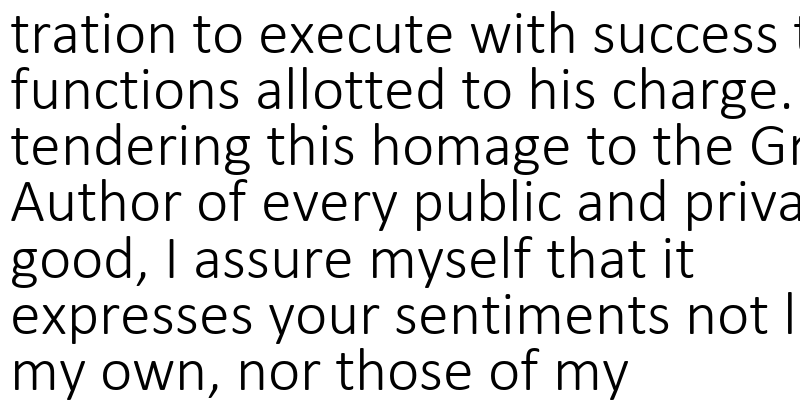 tration to execute with success
functions allotted to his charge.
tendering this homage to the
Author of every public and
good, I assure myself that it
expresses your sentiments not
my own, nor those of my